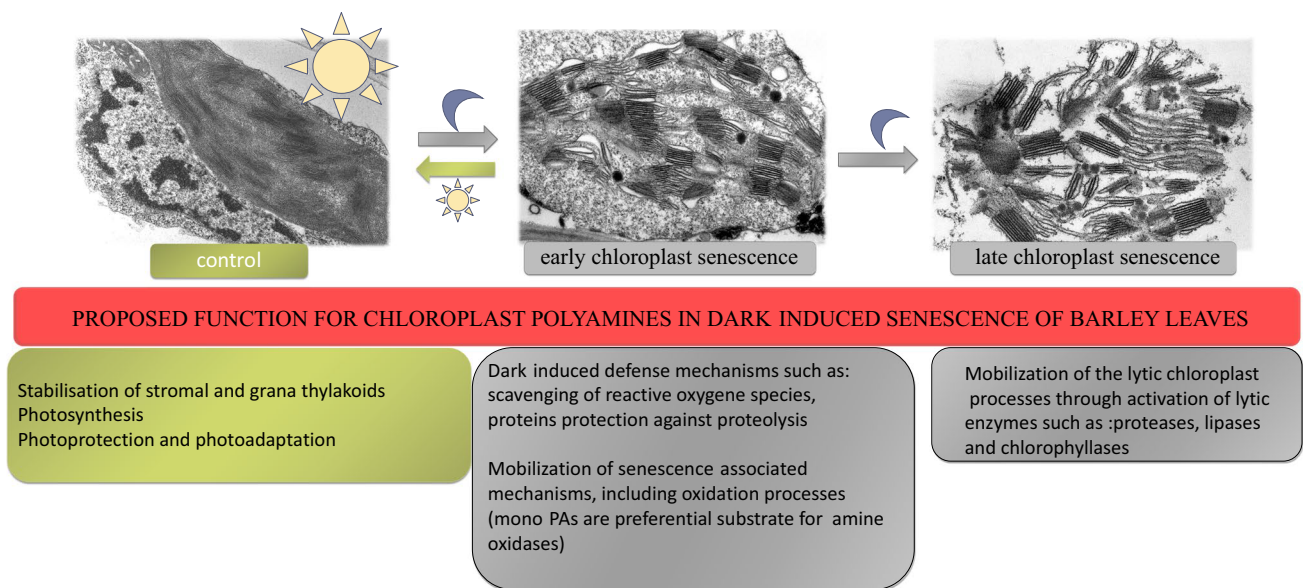 control
early chloroplast senescence
late chloroplast senescence
PROPOSED FUNCTION FOR CHLOROPLAST POLYAMINES IN DARK INDUCED SENESCENCE OF BARLEY LEAVES
Stabilisation of stromal and grana thylakoids
Photosynthesis
Photoprotection and photoadaptation
Dark induced defense mechanisms such as:
scavenging of reactive oxygene species,
proteins protection against proteolysis
Mobilization of senescence associated
mechanisms, including oxidation processes
(mono PAs are preferential substrate for amine
oxidases)
Mobilization of the lytic chloroplast
processes through activation of lytic
enzymes such as :proteases, lipases
and chlorophyllases